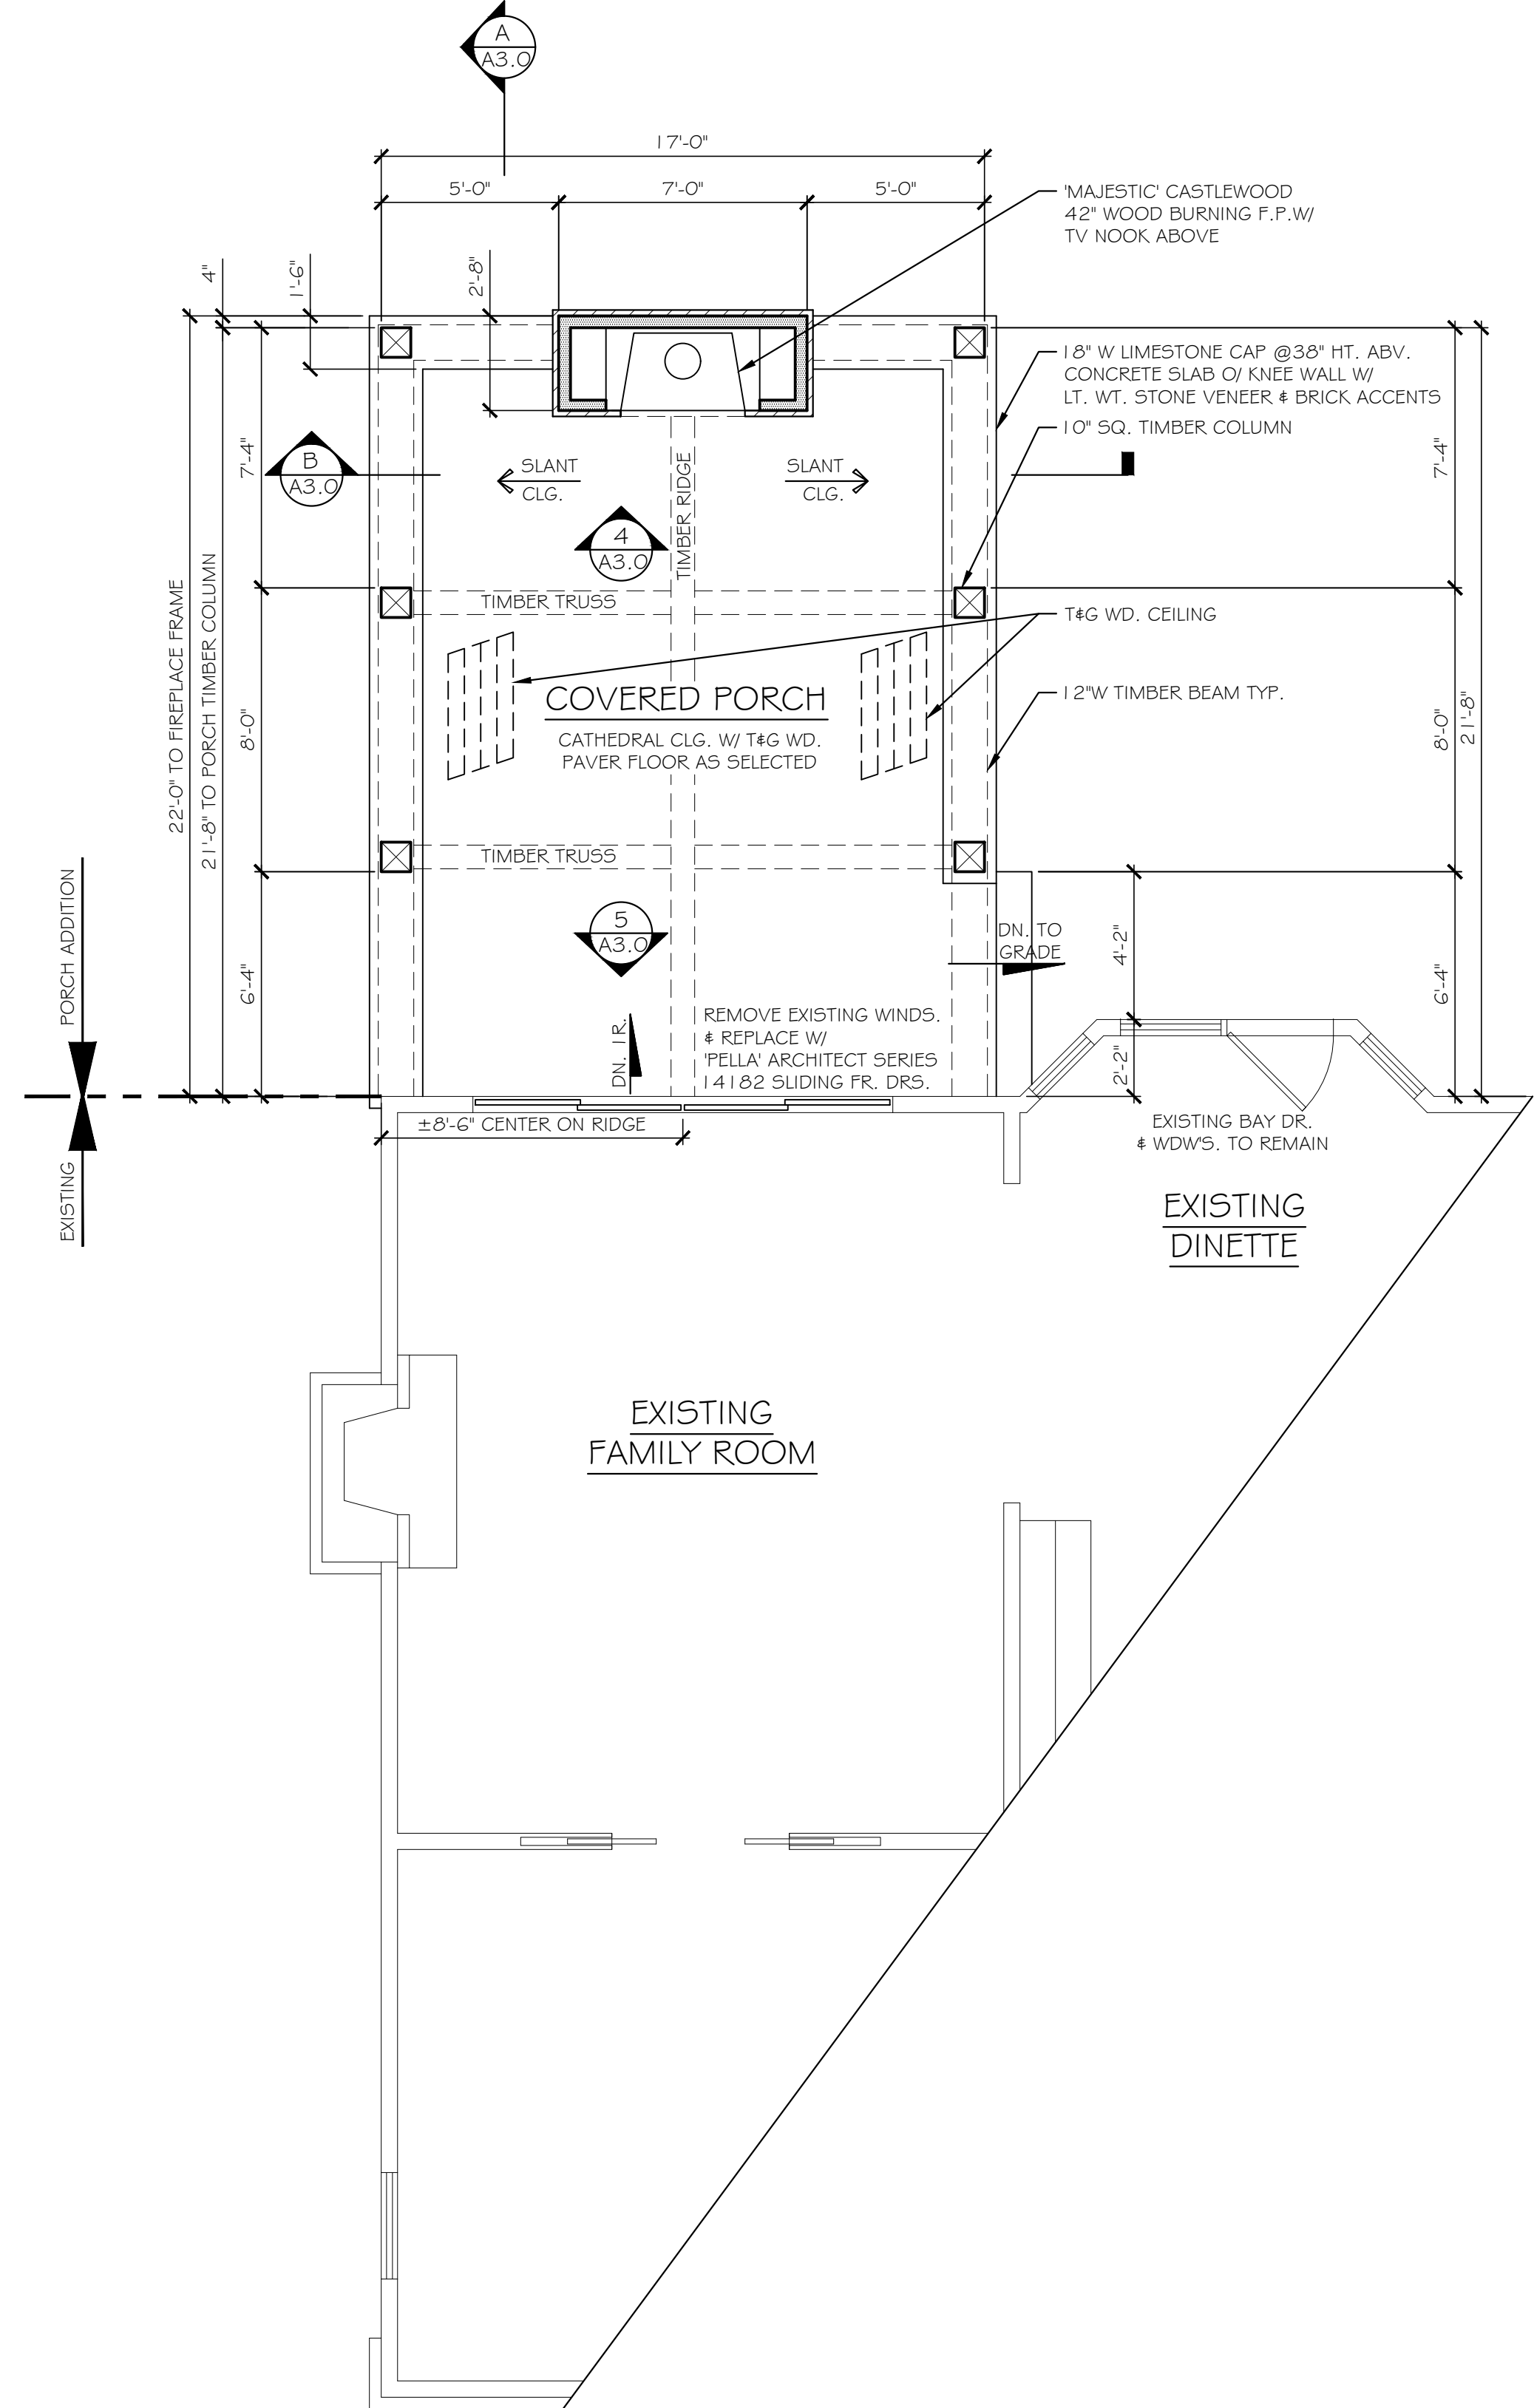 A
A3.0
17'-0"
5'-0"
7'-0"
5'-0"
'MAJESTIC' CASTLEWOOD
42" WOOD BURNING F.P.W/
TV NOOK ABOVE
4"
1'-6"
2'-8"
18" W LIMESTONE CAP @38" HT. ABV.
CONCRETE SLAB O/ KNEE WALL W/
LT. WT. STONE VENEER & BRICK ACCENTS
10" SQ. TIMBER COLUMN
7'-4"
B
A3.0
SLANT
CLG.
SLANT
CLG.
7'-4"
TIMBER RIDGE
4
A3.0
TIMBER TRUSS
T&G WD. CEILING
22'-0" TO FIREPLACE FRAME
21'-8" TO PORCH TIMBER COLUMN
8'-0"
COVERED PORCH
CATHEDRAL CLG. W/ T&G WD.
PAVER FLOOR AS SELECTED
12"W TIMBER BEAM TYP.
8'-0"
21'-8"
TIMBER TRUSS
PORCH ADDITION
5
A3.0
DN. TO
GRADE
4'-2"
6'-4"
6'-4"
DN. 1R.
REMOVE EXISTING WINDS.
& REPLACE W/
'PELLA' ARCHITECT SERIES
14182 SLIDING FR. DRS.
2'-2"
±8'-6" CENTER ON RIDGE
EXISTING BAY DR.
& WDW'S. TO REMAIN
EXISTING
EXISTING
DINETTE
EXISTING
FAMILY ROOM